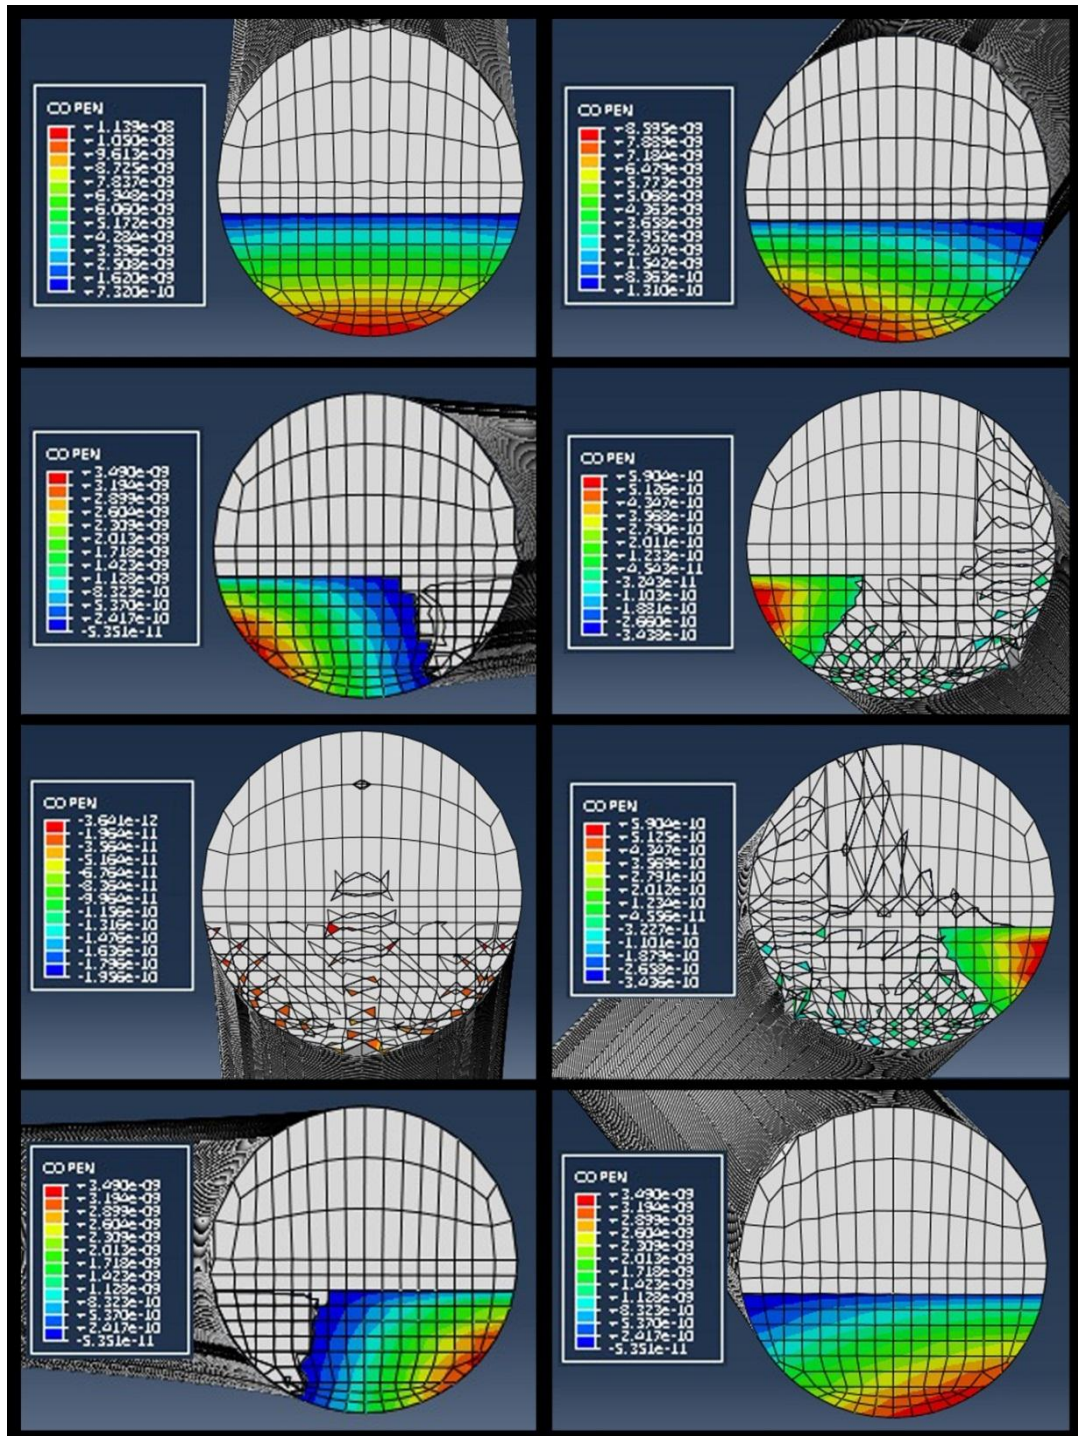 COPEN
+1.139e-08
+1.050e-08
+9.613e-09
+8.725e-09
+7.837e-09
+6.948e-09
+6.060e-09
+5.172e-09
+4.284e-09
+3.396e-09
+2.508e-09
+1.620e-09
+7.320e-10
COPEN
+8.595e-09
+7.889e-09
+7.184e-09
+6.479e-09
+5.773e-09
+5.068e-09
+4.363e-09
+3.658e-09
+2.952e-09
+2.247e-09
+1.542e-09
+8.363e-10
+1.310e-10
COPEN
+3.490e-09
+3.194e-09
+2.899e-09
+2.604e-09
+2.309e-09
+2.013e-09
+1.718e-09
+1.423e-09
+1.128e-09
+8.323e-10
+5.370e-10
+2.417e-10
-5.351e-11
COPEN
+5.904e-10
+5.126e-10
+4.347e-10
+3.568e-10
+2.790e-10
+2.011e-10
+1.233e-10
+4.543e-11
-3.243e-11
-1.103e-10
-1.881e-10
-2.660e-10
-3.438e-10
COPEN
-3.641e-12
-1.964e-11
-3.564e-11
-5.164e-11
-6.764e-11
-8.364e-11
-9.964e-11
-1.156e-10
-1.316e-10
-1.476e-10
-1.636e-10
-1.796e-10
-1.956e-10
COPEN
+5.904e-10
+5.125e-10
+4.347e-10
+3.569e-10
+2.791e-10
+2.012e-10
+1.234e-10
+4.556e-11
-3.227e-11
-1.101e-10
-1.879e-10
-2.658e-10
-3.436e-10
COPEN
+3.490e-09
+3.194e-09
+2.899e-09
+2.604e-09
+2.309e-09
+2.013e-09
+1.718e-09
+1.423e-09
+1.128e-09
+8.323e-10
+5.370e-10
+2.417e-10
-5.351e-11
COPEN
+3.490e-09
+3.194e-09
+2.899e-09
+2.604e-09
+2.309e-09
+2.013e-09
+1.718e-09
+1.423e-09
+1.128e-09
+8.323e-10
+5.370e-10
+2.417e-10
-5.351e-11